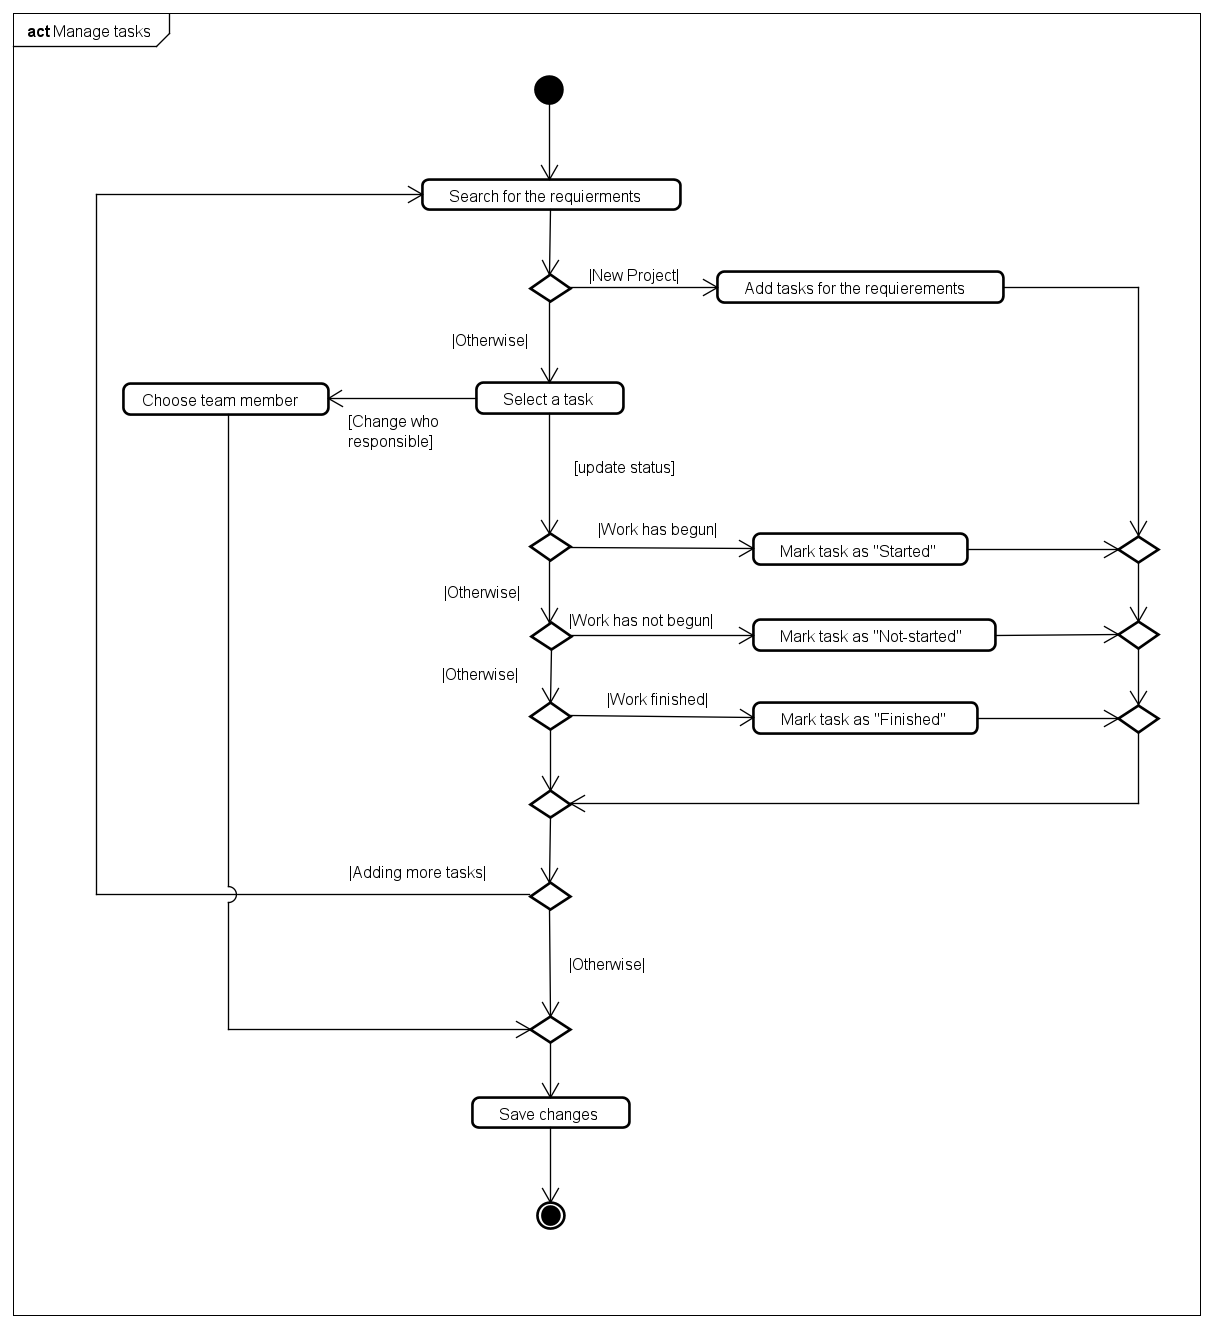 act Manage tasks
Search for the requierments
|New Project|
Add tasks for the requierements
|Otherwise|
Choose team member
Select a task
[Change who
responsible]
[update status]
|Work has begun|
Mark task as "Started"
|Otherwise|
|Work has not begun|
Mark task as "Not-started"
|Otherwise|
|Work finished|
Mark task as "Finished"
|Adding more tasks|
|Otherwise|
Save changes